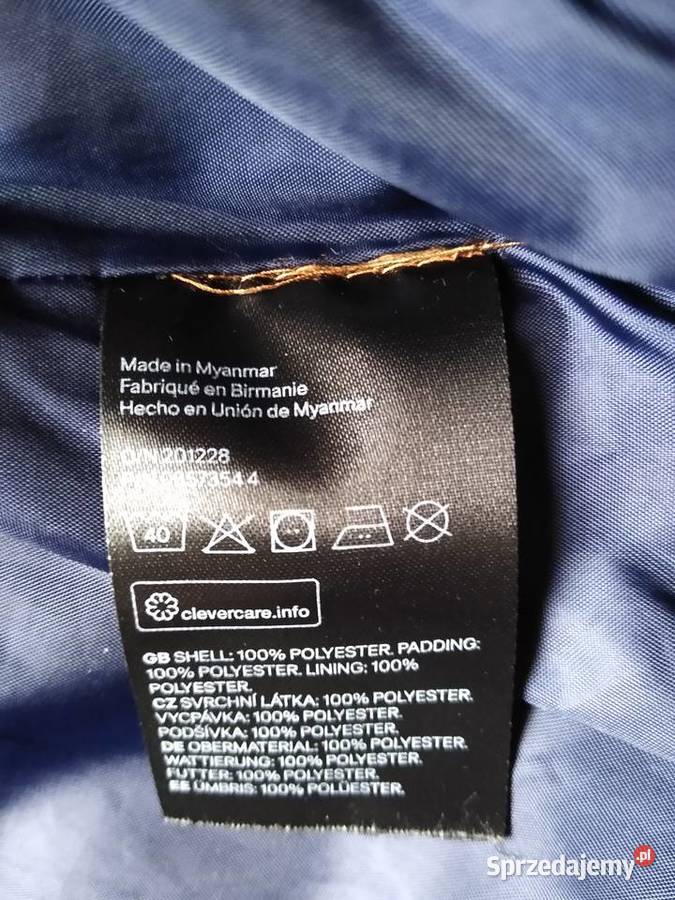 Made in Myanmar
Fabriqué en Birmanie
Hecho en Unión de Myanmar
201228
40
clevercare.info
GB SHELL: 100% POLYESTER. PADDING:
100% POLYESTER. LINING: 100%
POLYESTER.
CZ SVRCHNÍ LÁTKA: 100% POLYESTER.
VYCPÁVKA: 100% POLYESTER.
PODŠÍVKA: 100% POLYESTER.
DE OBERMATERIAL: 100% POLYESTER.
WATTIERUNG: 100% POLYESTER.
FUTTER: 100% POLYESTER.
EE ÜMBRIS: 100% POLÜESTER.
Sprzedajemy.pl